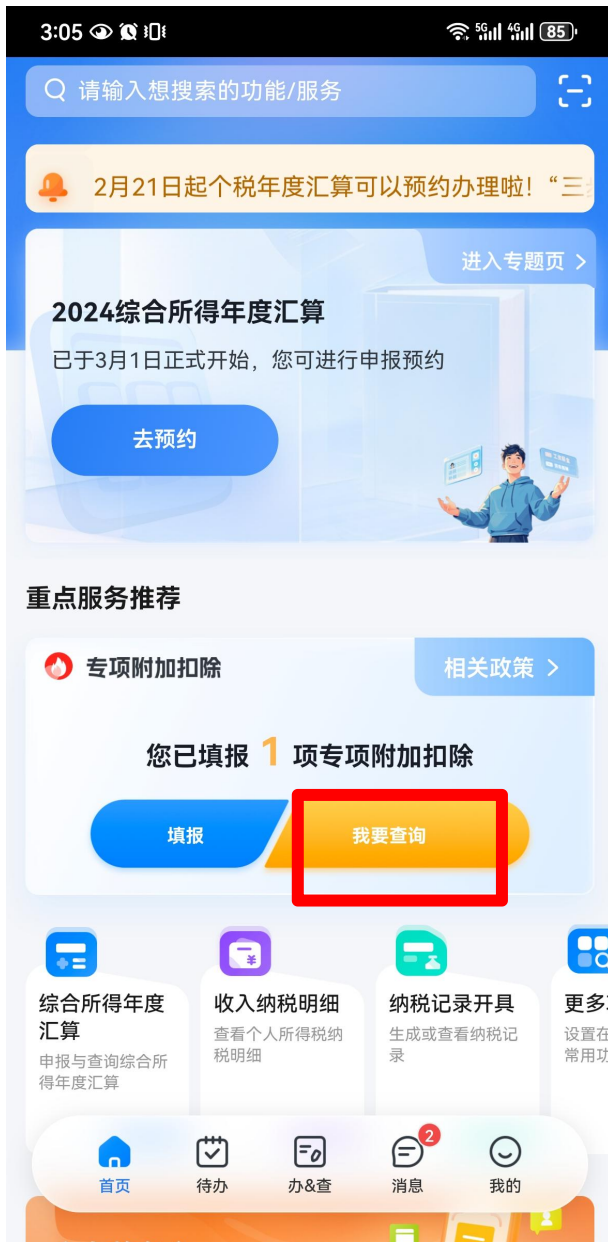 3:05
5G 4G 85
请输入想搜索的功能/服务
2月21日起个税年度汇算可以预约办理啦！“三
进入专题页 >
2024综合所得年度汇算
已于3月1日正式开始，您可进行申报预约
去预约
重点服务推荐
专项附加扣除
相关政策 >
您已填报 1 项专项附加扣除
填报
我要查询
综合所得年度
汇算
申报与查询综合所
得年度汇算
收入纳税明细
查看个人所得税纳
税明细
纳税记录开具
生成或查看纳税记
录
更多
设置在
常用功
首页
待办
办&查
2
消息
我的